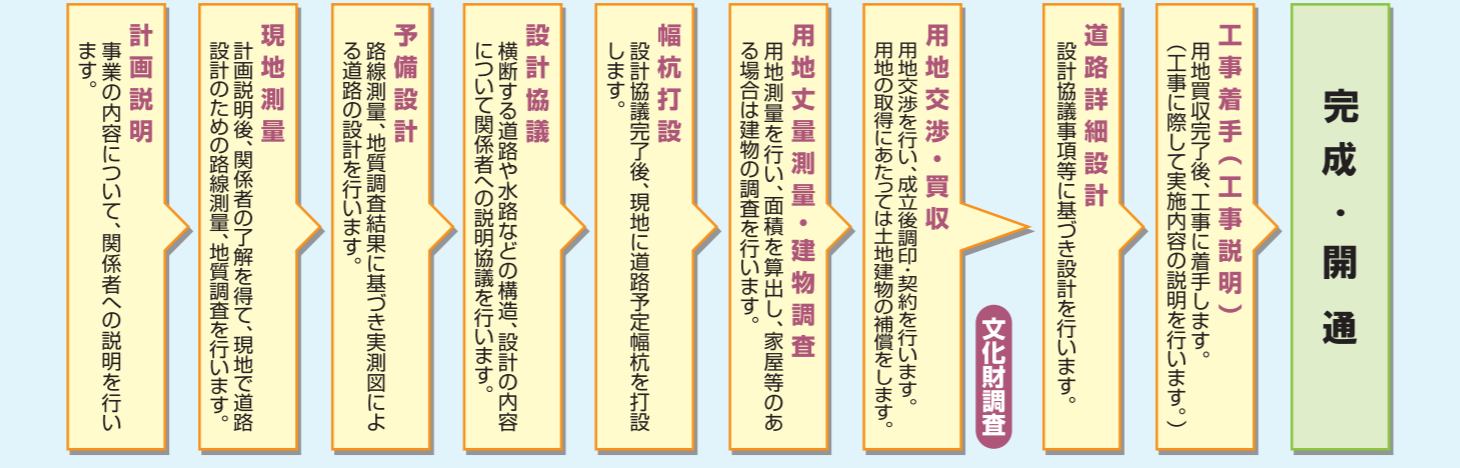 計画説明
事業の内容について、関係者への説明を行い
ます。
現地測量
計画説明後、関係者の了解を得て、現地で道路
設計のための路線測量、地質調査を行います。
予備設計
路線測量、地質調査結果に基づき実測図によ
る道路の設計を行います。
設計協議
横断する道路や水路などの構造、設計の内容
について関係者への説明協議を行います。
幅杭打設
設計協議完了後、現地に道路予定幅杭を打設
します。
用地丈量測量・建物調査
用地測量を行い、面積を算出し、家屋等のあ
る場合は建物の調査を行います。
用地交渉・買収
用地交渉を行い、成立後調印・契約を行います。
用地の取得にあたっては土地建物の補償をします。
文化財調査
道路詳細設計
設計協議事項等に基づき設計を行います。
工事着手(工事説明)
用地買収完了後、工事に着手します。
(工事に際して実施内容の説明を行います。)
完成・開通